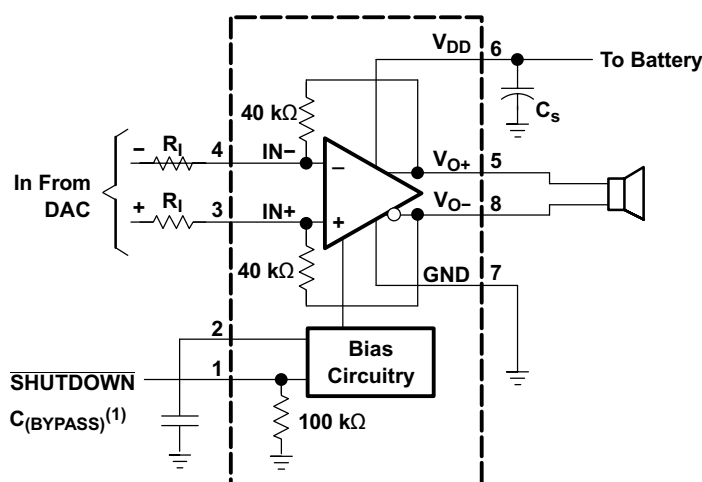 VDD 6
To Battery
Cs
40 kΩ
− RI 4 IN− −
VO+ 5
In From
DAC
+ RI 3 IN+ +
VO− 8
40 kΩ
GND 7
2
Bias
Circuitry
1
SHUTDOWN
C(BYPASS)(1)
100 kΩ